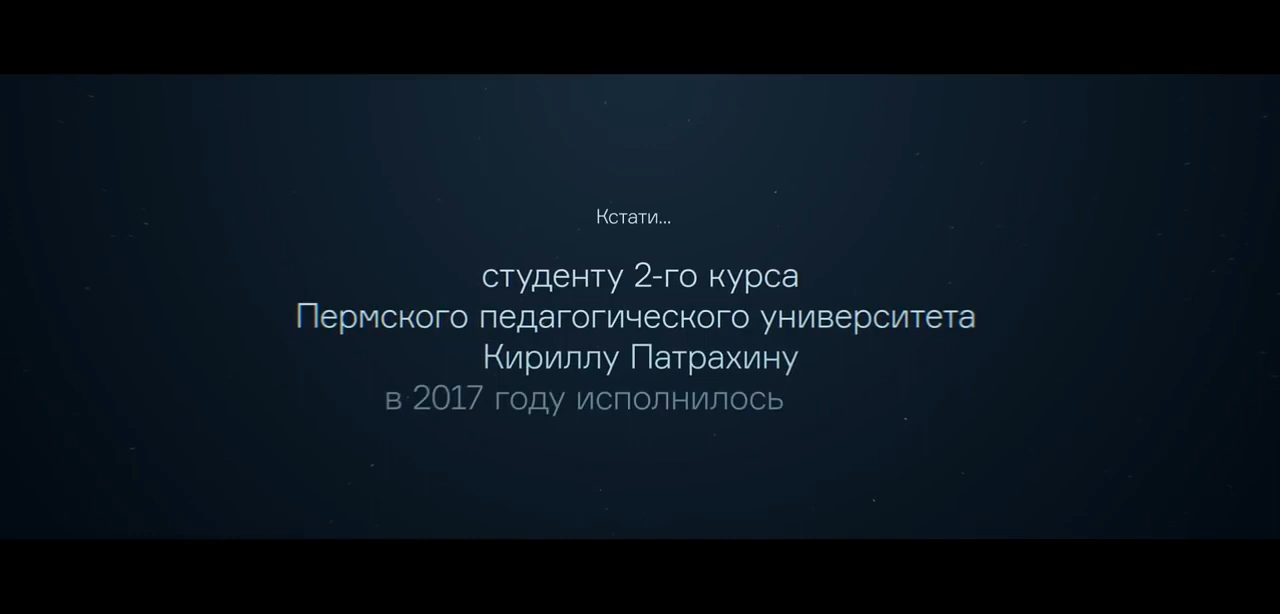 Кстати...
студенту 2-го курса
Пермского педагогического университета
Кириллу Патрахину
в 2017 году исполнилось